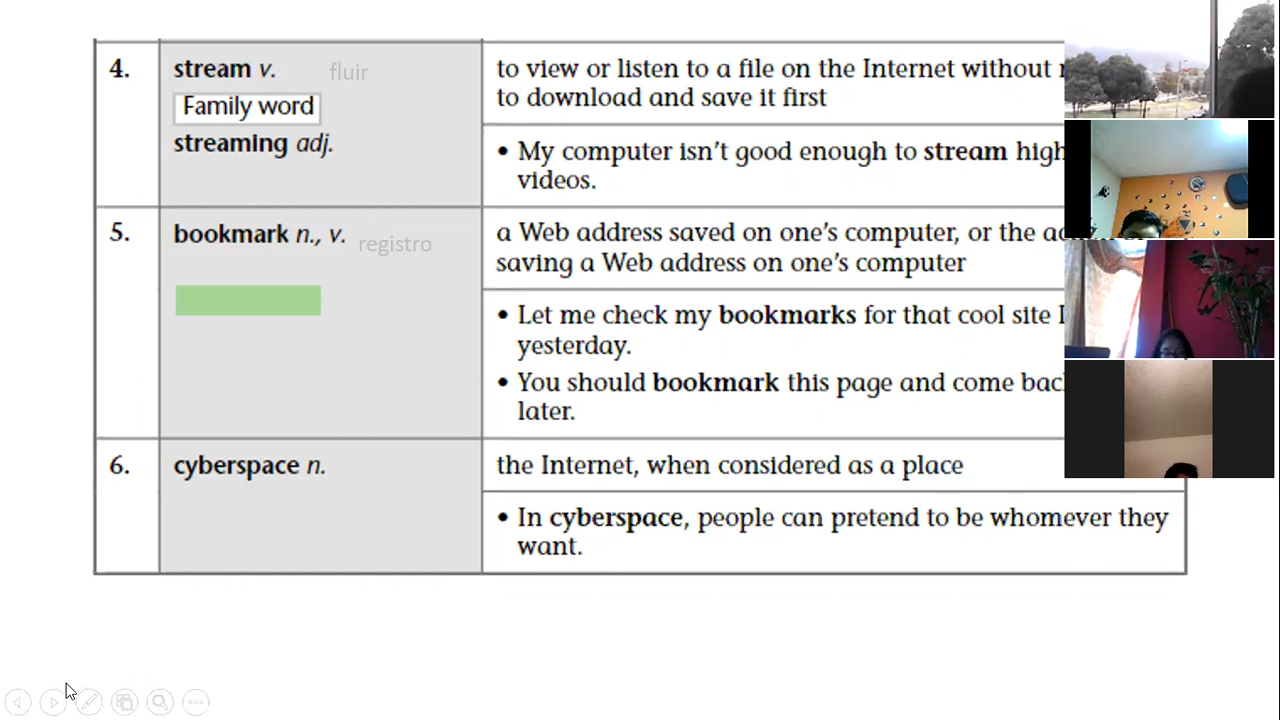 4.
stream v. fluir
Family word
streaming adj.
to view or listen to a file on the Internet without
to download and save it first
• My computer isn't good enough to stream high
videos.
5.
bookmark n., v. registro
a Web address saved on one's computer, or the
saving a Web address on one's computer
• Let me check my bookmarks for that cool site I
yesterday.
• You should bookmark this page and come
later.
6.
cyberspace n.
the Internet, when considered as a place
• In cyberspace, people can pretend to be whomever they
want.